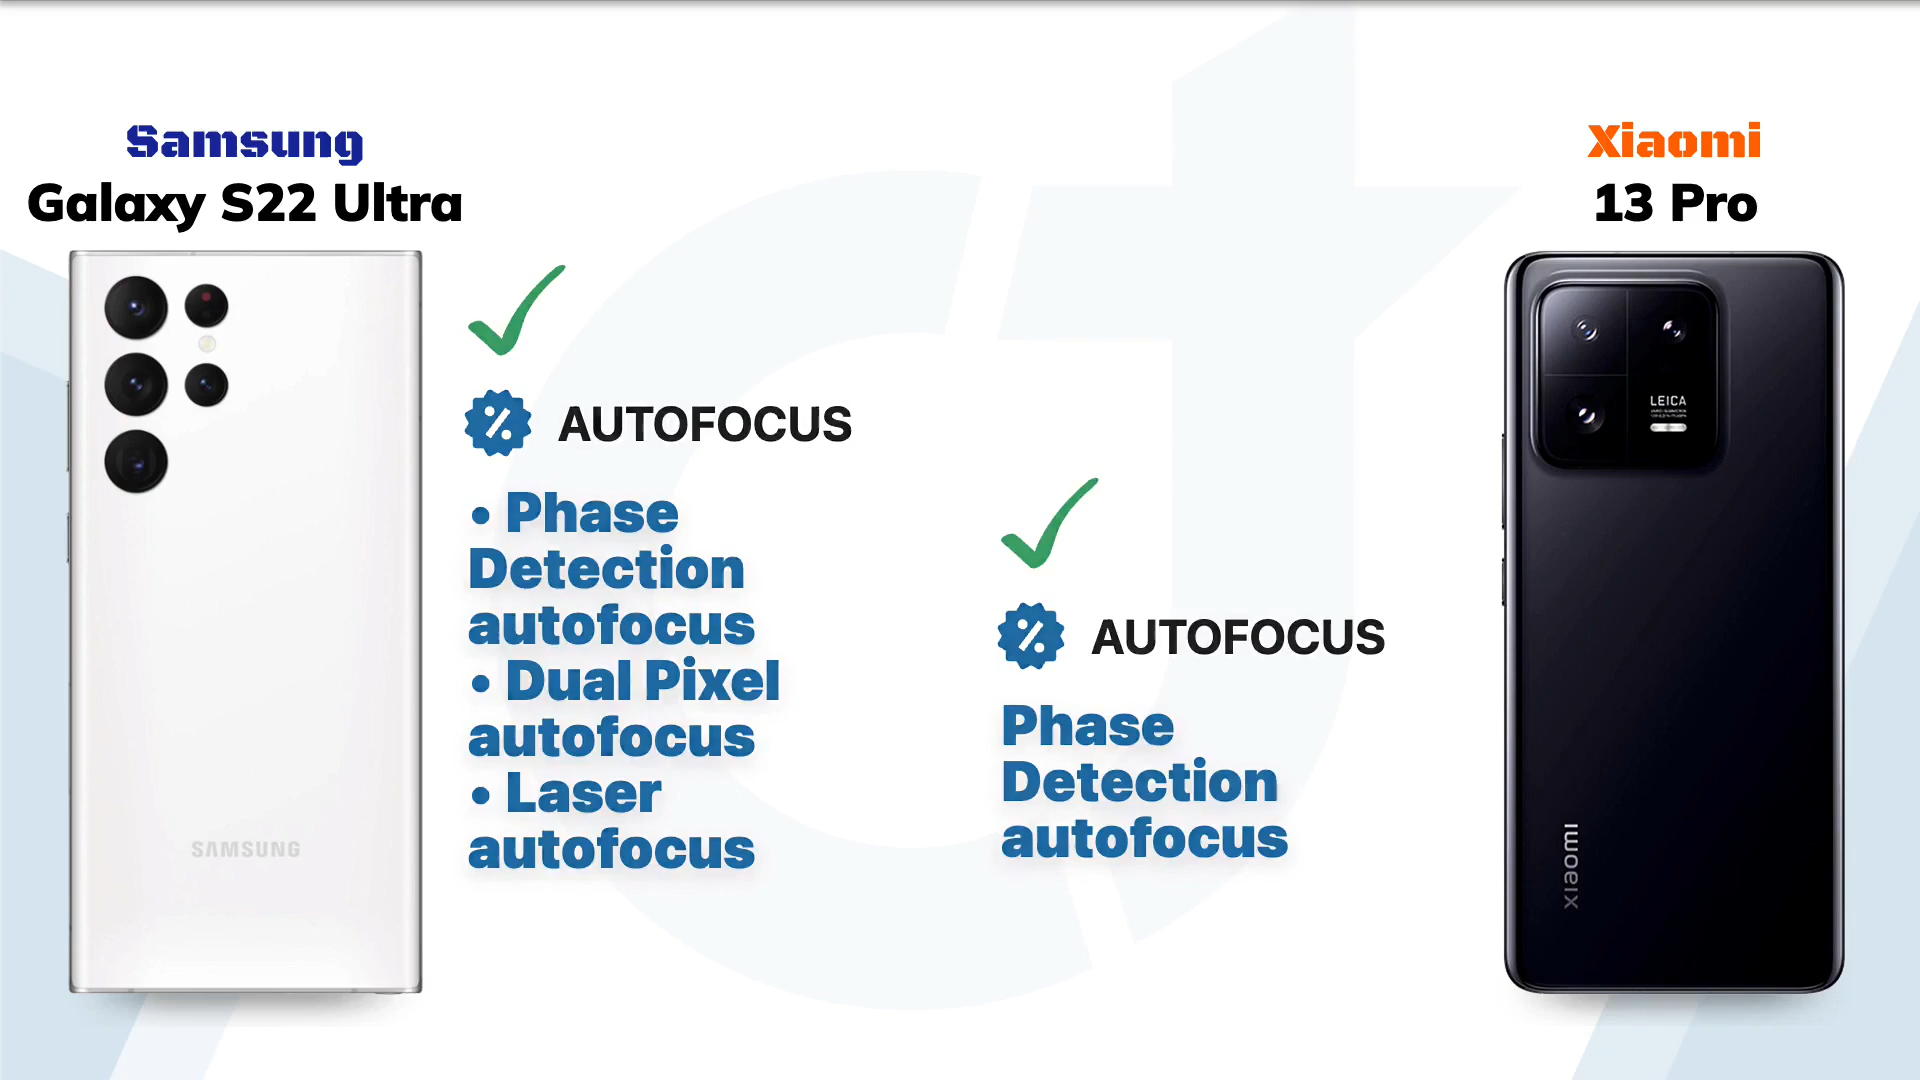 Samsung
Galaxy S22 Ultra
SAMSUNG
AUTOFOCUS
• Phase
Detection
autofocus
• Dual Pixel
autofocus
• Laser
autofocus
AUTOFOCUS
Phase
Detection
autofocus
Xiaomi
13 Pro
LEICA
xiaomi